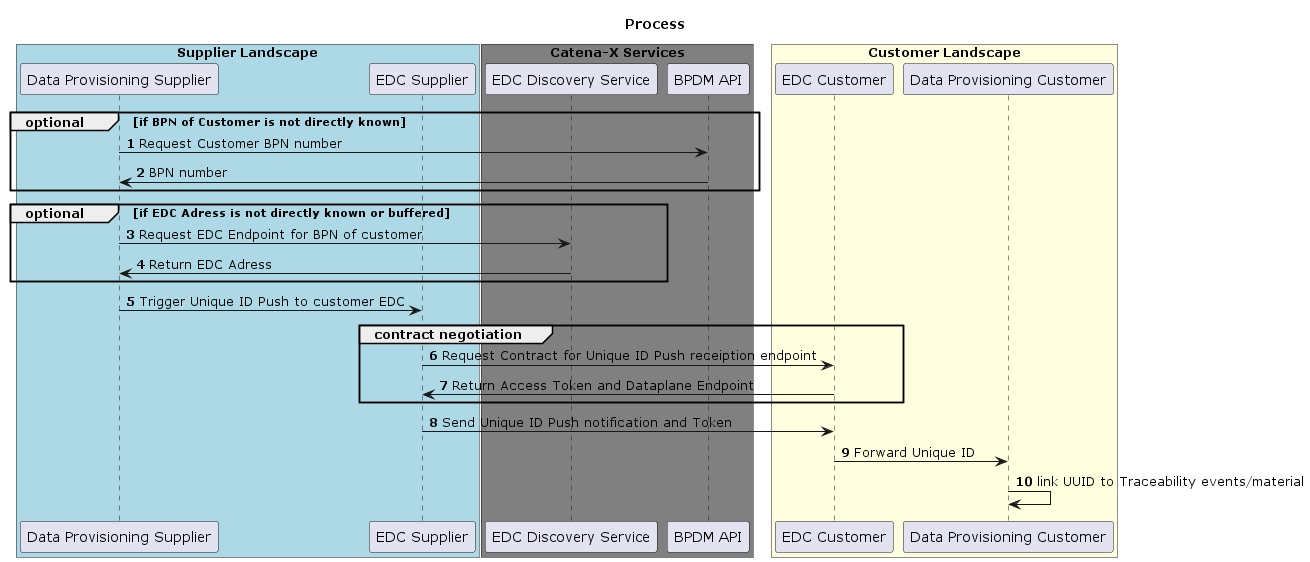 Process
Supplier Landscape
Catena-X Services
Customer Landscape
Data Provisioning Supplier
EDC Supplier
EDC Discovery Service
BPDM API
EDC Customer
Data Provisioning Customer
optional [if BPN of Customer is not directly known]
1 Request Customer BPN number
2 BPN number
optional [if EDC Adress is not directly known or buffered]
3 Request EDC Endpoint for BPN of customer
4 Return EDC Adress
5 Trigger Unique ID Push to customer EDC
contract negotiation
6 Request Contract for Unique ID Push receiption endpoint
7 Return Access Token and Dataplane Endpoint
8 Send Unique ID Push notification and Token
9 Forward Unique ID
10 link UUID to Traceability events/material
Data Provisioning Supplier
EDC Supplier
EDC Discovery Service
BPDM API
EDC Customer
Data Provisioning Customer